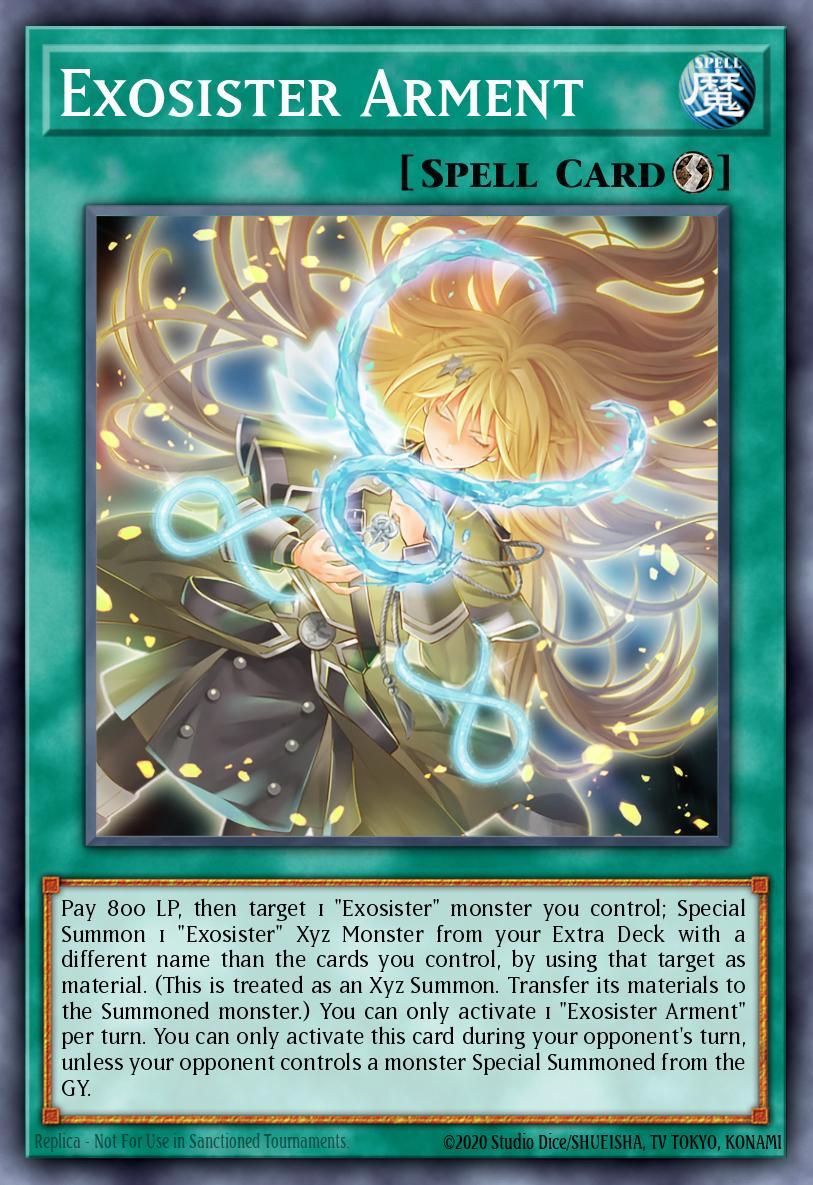 Exosister Arment
SPELL
魔
[Spell Card]
Pay 800 LP, then target 1 "Exosister" monster you control; Special
Summon 1 "Exosister" Xyz Monster from your Extra Deck with a
different name than the cards you control, by using that target as
material. (This is treated as an Xyz Summon. Transfer its materials to
the Summoned monster.) You can only activate 1 "Exosister Arment"
per turn. You can only activate this card during your opponent's turn,
unless your opponent controls a monster Special Summoned from the
GY.
Replica - Not For Use in Sanctioned Tournaments.
©2020 Studio Dice/SHUEISHA, TV TOKYO, KONAMI